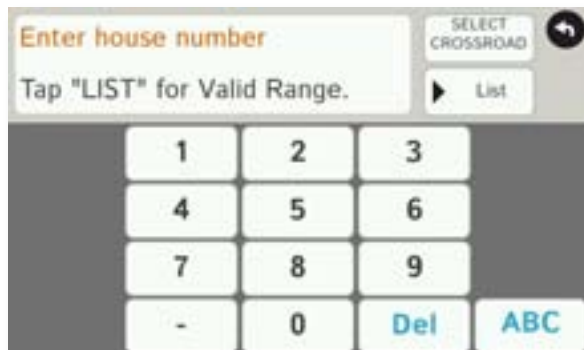 Enter house number
SELECT
CROSSROAD
Tap "LIST" for Valid Range.
List
1 2 3
4 5 6
7 8 9
- 0 Del ABC